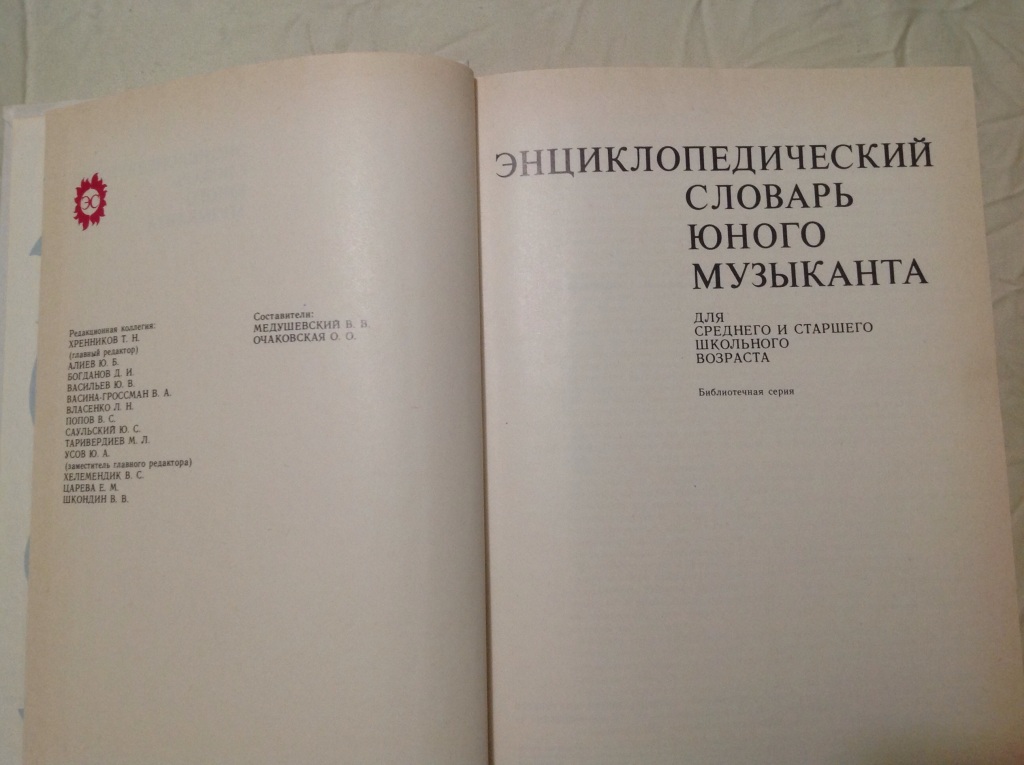 ЭС
Редакционная коллегия:
ХРЕННИКОВ Т. Н.
(главный редактор)
АЛИЕВ Ю. Б.
БОГДАНОВ Д. И.
ВАСИЛЬЕВ Ю. В.
ВАСИНА-ГРОССМАН В. А.
ВЛАСЕНКО Л. Н.
ПОПОВ В. С.
САУЛЬСКИЙ Ю. С.
ТАРИВЕРДИЕВ М. Л.
УСОВ Ю. А.
(заместитель главного редактора)
ХЕЛЕМЕНДИК В. С.
ЦАРЕВА Е. М.
ШКОНДИН В. В.
Составители:
МЕДУШЕВСКИЙ В. В.
ОЧАКОВСКАЯ О. О.
ЭНЦИКЛОПЕДИЧЕСКИЙ
СЛОВАРЬ
ЮНОГО
МУЗЫКАНТА
ДЛЯ
СРЕДНЕГО И СТАРШЕГО
ШКОЛЬНОГО
ВОЗРАСТА
Библиотечная серия